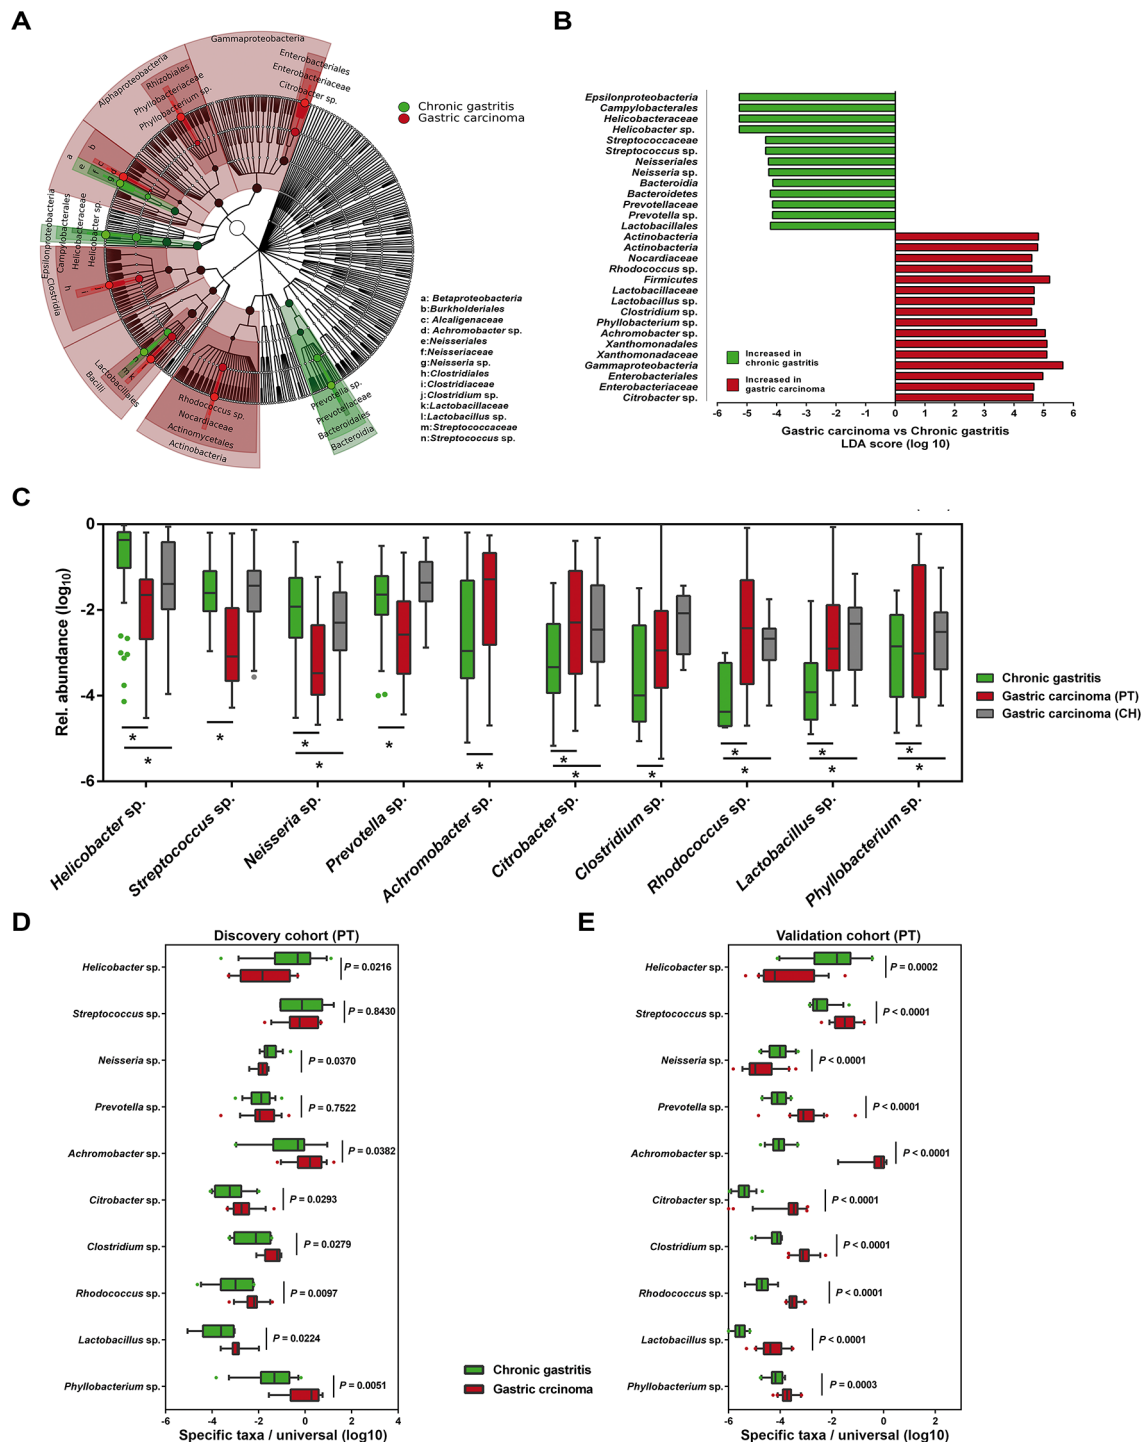 A
Gammaproteobacteria
Enterobacteriales
Enterobacteriaceae
Citrobacter sp.
Alphaproteobacteria
Rhizobiales
Phyllobacteriaceae
Phyllobacterium sp.
Chronic gastritis
Gastric carcinoma
a
b
c
d
e
f
g
Epsilonproteobacteria
Campylobacterales
Helicobacteraceae
Helicobacter sp.
Clostridia
h
i
j
Lactobacillales
Bacilli
k
m
n
Rhodococcus sp.
Nocardiaceae
Actinomycetales
Actinobacteria
Prevotella sp.
Prevotellaceae
Bacteroidales
Bacteroidia
a: Betaproteobacteria
b:Burkholderiales
c: Alcaligenaceae
d: Achromobacter sp.
e:Neisseriales
f:Neisseriaceae
g:Neisseria sp.
h:Clostridiales
i:Clostridiaceae
j:Clostridium sp.
k:Lactobacillaceae
l:Lactobacillus sp.
m:Streptococcaceae
n:Streptococcus sp.
B
Epsilonproteobacteria
Campylobacterales
Helicobacteraceae
Helicobacter sp.
Streptococcaceae
Streptococcus sp.
Neisseriales
Neisseria sp.
Bacteroidia
Bacteroidetes
Prevotellaceae
Prevotella sp.
Lactobacillales
Actinobacteria
Actinobacteria
Nocardiaceae
Rhodococcus sp.
Firmicutes
Lactobacillaceae
Lactobacillus sp.
Clostridium sp.
Phyllobacterium sp.
Achromobacter sp.
Xanthomonadales
Xanthomonadaceae
Gammaproteobacteria
Enterobacteriales
Enterobacteriaceae
Citrobacter sp.
Increased in
chronic gastritis
Increased in
gastric carcinoma
-6 -5 -4 -3 -2 -1 0 1 2 3 4 5 6
Gastric carcinoma vs Chronic gastritis
LDA score (log 10)
C
Rel. abundance (log10)
0
-2
-4
-6
* * * * * * * * * * * * * * * *
Helicobacter sp.
Streptococcus sp.
Neisseria sp.
Prevotella sp.
Achromobacter sp.
Citrobacter sp.
Clostridium sp.
Rhodococcus sp.
Lactobacillus sp.
Phyllobacterium sp.
Chronic gastritis
Gastric carcinoma (PT)
Gastric carcinoma (CH)
D
Discovery cohort (PT)
Helicobacter sp. P = 0.0216
Streptococcus sp. P = 0.8430
Neisseria sp. P = 0.0370
Prevotella sp. P = 0.7522
Achromobacter sp. P = 0.0382
Citrobacter sp. P = 0.0293
Clostridium sp. P = 0.0279
Rhodococcus sp. P = 0.0097
Lactobacillus sp. P = 0.0224
Phyllobacterium sp. P = 0.0051
-6 -4 -2 0 2 4
Specific taxa / universal (log10)
Chronic gastritis
Gastric crcinoma
E
Validation cohort (PT)
Helicobacter sp. P = 0.0002
Streptococcus sp. P < 0.0001
Neisseria sp. P < 0.0001
Prevotella sp. P < 0.0001
Achromobacter sp. P < 0.0001
Citrobacter sp. P < 0.0001
Clostridium sp. P < 0.0001
Rhodococcus sp. P < 0.0001
Lactobacillus sp. P < 0.0001
Phyllobacterium sp. P = 0.0003
-6 -4 -2 0 2
Specific taxa / universal (log10)